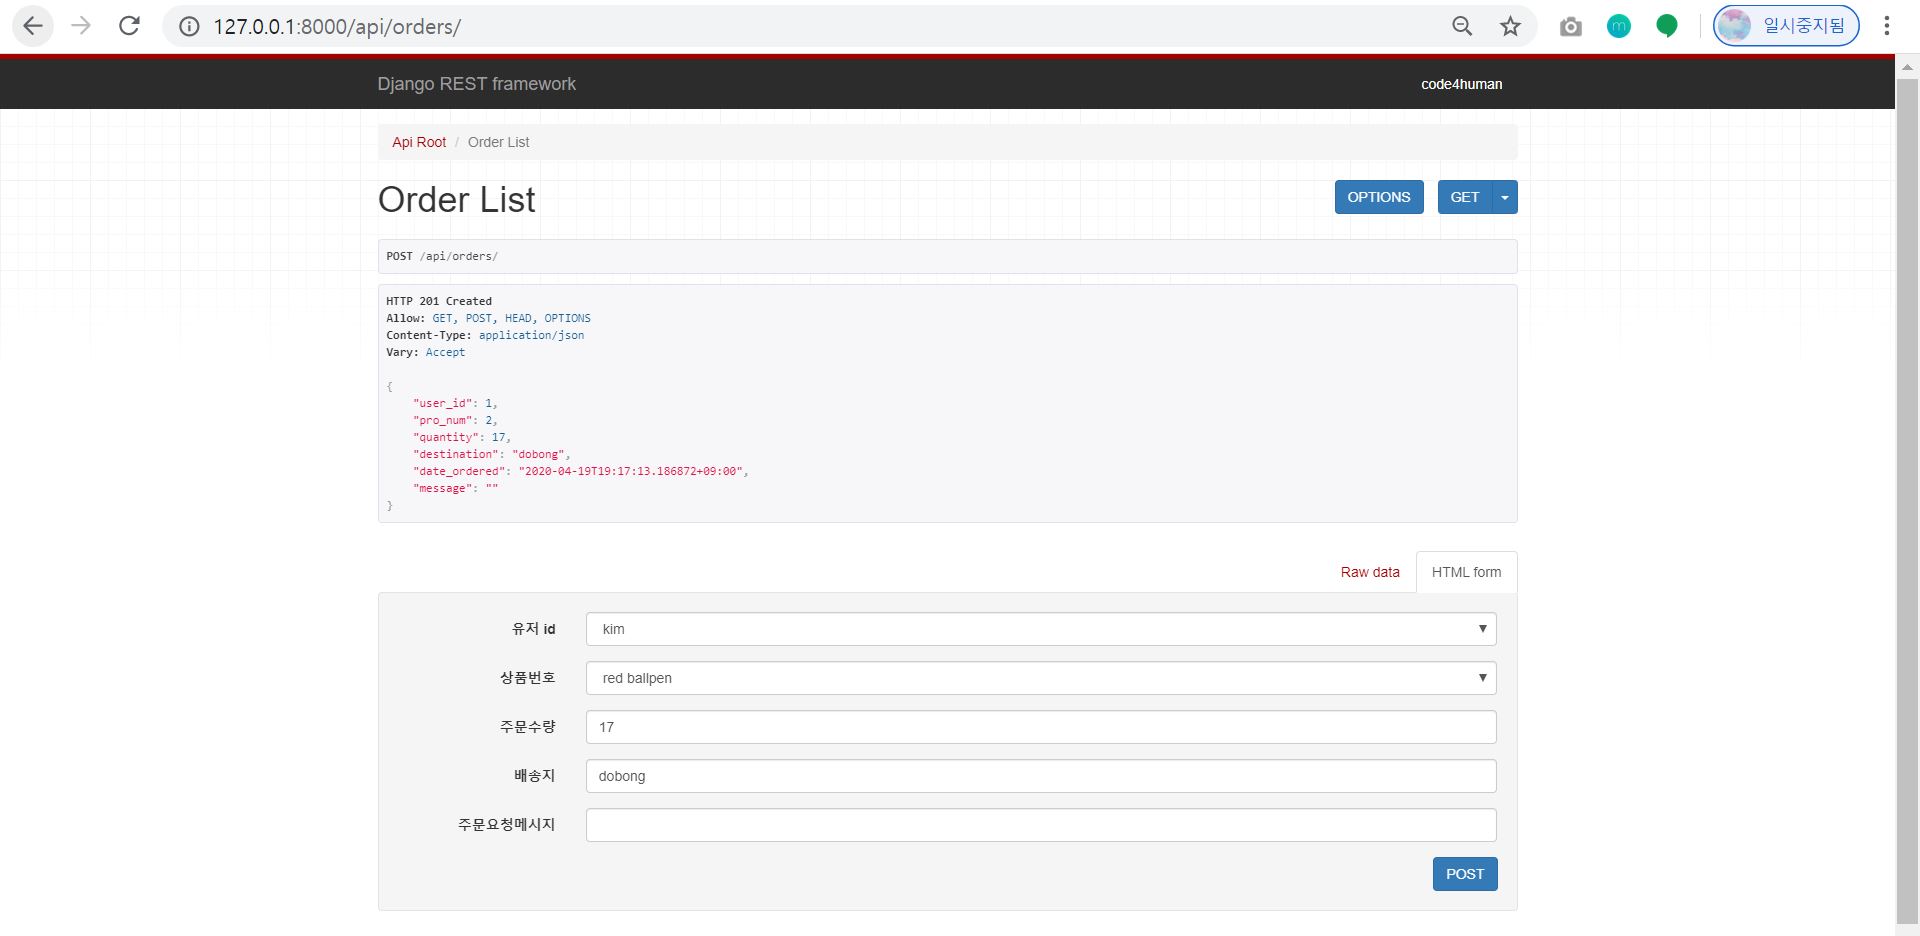 127.0.0.1:8000/api/orders/
m
일시중지됨
Django REST framework
code4human
Api Root / Order List
Order List
OPTIONS
GET
POST /api/orders/
HTTP 201 Created
Allow: GET, POST, HEAD, OPTIONS
Content-Type: application/json
Vary: Accept
{
"user_id": 1,
"pro_num": 2,
"quantity": 17,
"destination": "dobong",
"date_ordered": "2020-04-19T19:17:13.186872+09:00",
"message": ""
}
Raw data
HTML form
유저 id
kim
상품번호
red ballpen
주문수량
17
배송지
dobong
주문요청메시지
POST